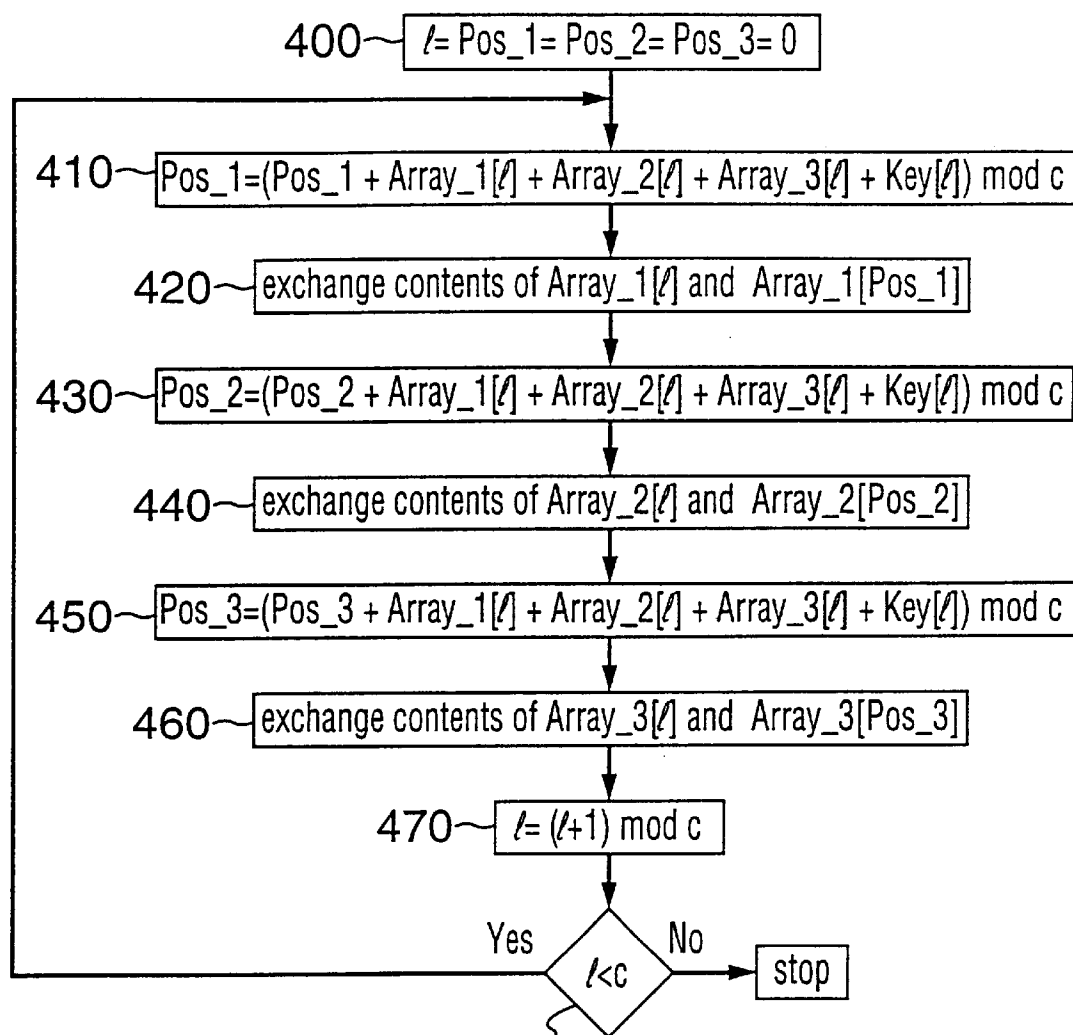 400 ℓ= Pos_1= Pos_2= Pos_3= 0
410 Pos_1=(Pos_1 + Array_1[ℓ] + Array_2[ℓ] + Array_3[ℓ] + Key[ℓ]) mod c
420 exchange contents of Array_1[ℓ] and Array_1[Pos_1]
430 Pos_2=(Pos_2 + Array_1[ℓ] + Array_2[ℓ] + Array_3[ℓ] + Key[ℓ]) mod c
440 exchange contents of Array_2[ℓ] and Array_2[Pos_2]
450 Pos_3=(Pos_3 + Array_1[ℓ] + Array_2[ℓ] + Array_3[ℓ] + Key[ℓ]) mod c
460 exchange contents of Array_3[ℓ] and Array_3[Pos_3]
470 ℓ= (ℓ+1) mod c
Yes No
ℓ<c stop